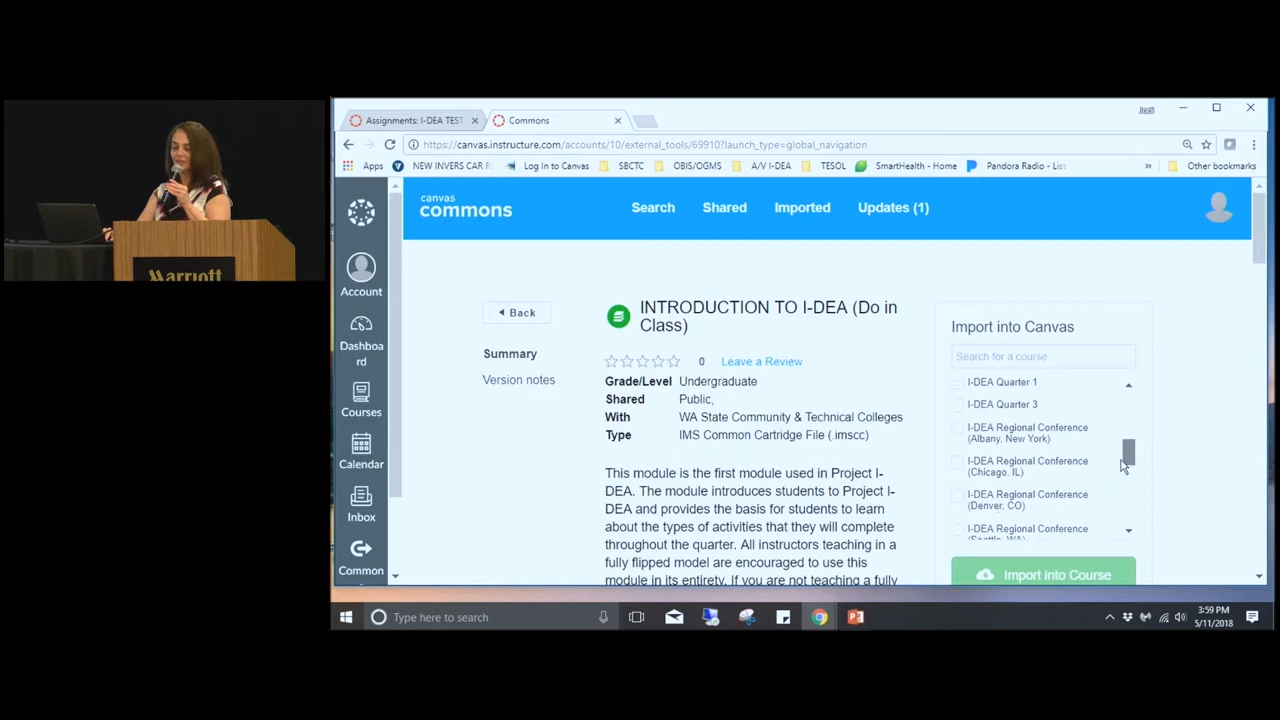 Marriott
Assignments: I-DEA TEST
Commons
https://canvas.instructure.com/accounts/10/external_tools/69910?launch_type=global_navigation
Apps
NEW INVERS CAR R
Log In to Canvas
SBCTC
OBIS/OGMS
A/V I-DEA
TESOL
SmartHealth - Home
Pandora Radio - List
»
Other bookmarks
canvas
commons
Search
Shared
Imported
Updates (1)
Account
Dashboa
rd
Courses
Calendar
Inbox
Common
Back
Summary
Version notes
INTRODUCTION TO I-DEA (Do in
Class)
0 Leave a Review
Grade/Level Undergraduate
Shared Public,
With WA State Community & Technical Colleges
Type IMS Common Cartridge File (.imscc)
This module is the first module used in Project I-
DEA. The module introduces students to Project I-
DEA and provides the basis for students to learn
about the types of activities that they will complete
throughout the quarter. All instructors teaching in a
fully flipped model are encouraged to use this
module in its entirety. If you are not teaching a fully
Import into Canvas
Search for a course
I-DEA Quarter 1
I-DEA Quarter 3
I-DEA Regional Conference
(Albany, New York)
I-DEA Regional Conference
(Chicago, IL)
I-DEA Regional Conference
(Denver, CO)
I-DEA Regional Conference
(Seattle, WA)
Import into Course
Type here to search
3:59 PM
5/11/2018